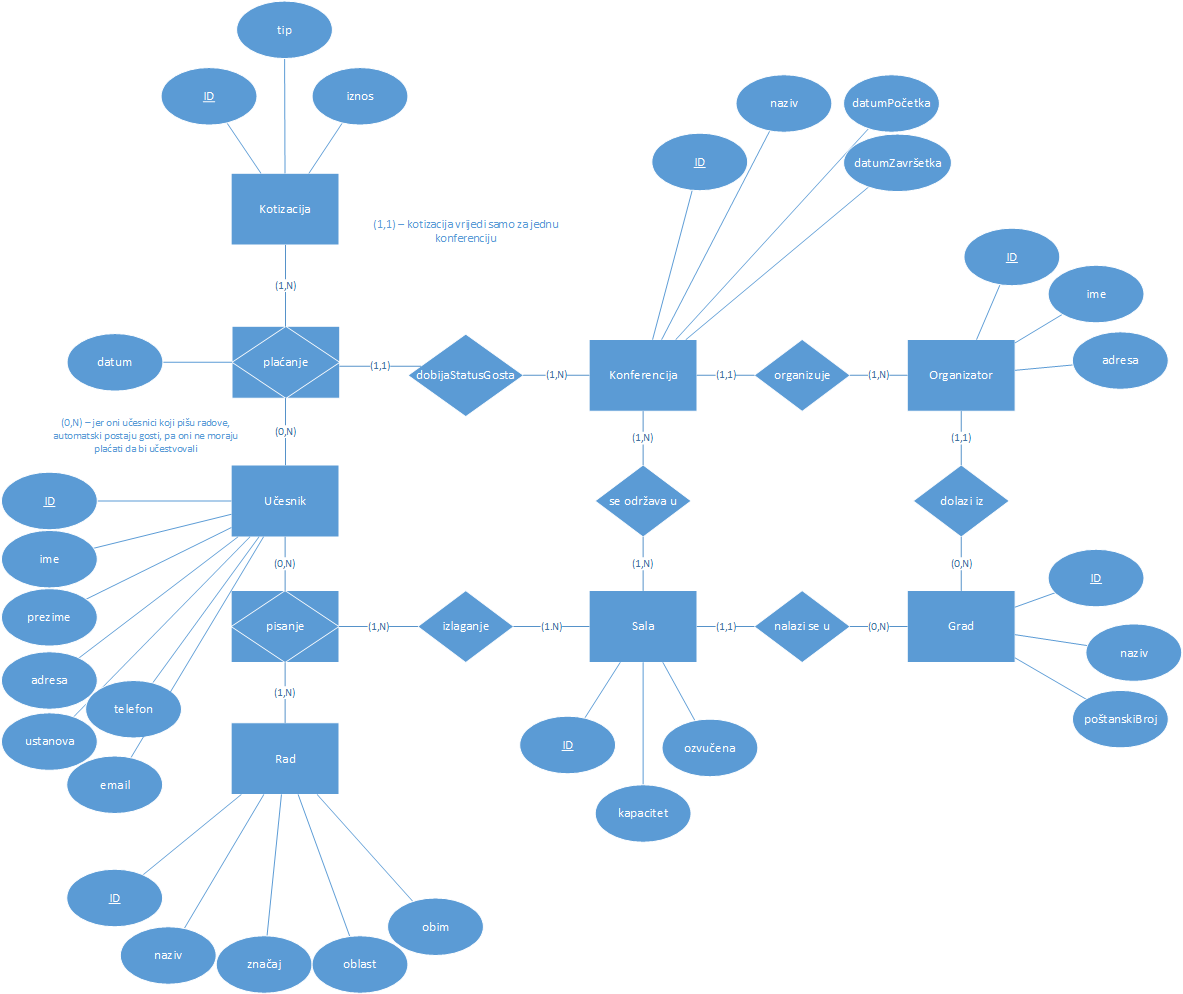 tip
ID
iznos
Kotizacija
(1,1) – kotizacija vrijedi samo za jednu
konferenciju
naziv
datumPočetka
ID
datumZavršetka
ID
ime
adresa
(1,N)
datum
plaćanje
(1,1)
dobijaStatusGosta
(1,N)
Konferencija
(1,1)
organizuje
(1,N)
Organizator
(0,N) – jer oni učesnici koji pišu radove,
automatski postaju gosti, pa oni ne moraju
plaćati da bi učestvovali
(0,N)
(1,N)
(1,1)
ID
Učesnik
se održava u
dolazi iz
ime
(0,N)
(1,N)
(0,N)
ID
prezime
pisanje
(1,N)
izlaganje
(1.N)
Sala
(1,1)
nalazi se u
(0,N)
Grad
naziv
adresa
telefon
(1,N)
poštanskiBroj
ustanova
ID
ozvučena
email
Rad
kapacitet
ID
naziv
značaj
oblast
obim